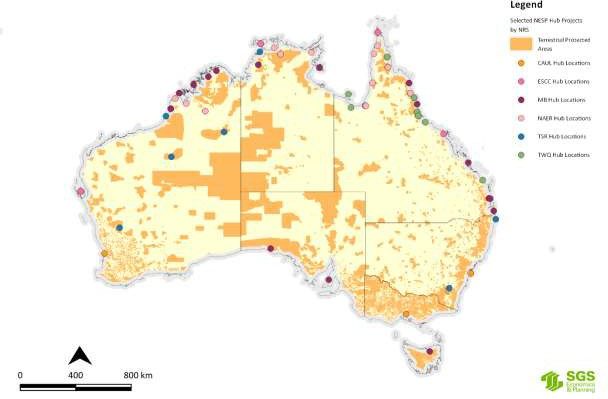 Legend
Selected NESP Hub Projects
by NRS
Terrestrial Protected
Areas
CAUL Hub Locations
ESCC Hub Locations
MB Hub Locations
NAER Hub Locations
TSR Hub Locations
TWQ Hub Locations
0 400 800 km
SGS
Economics
& Planning